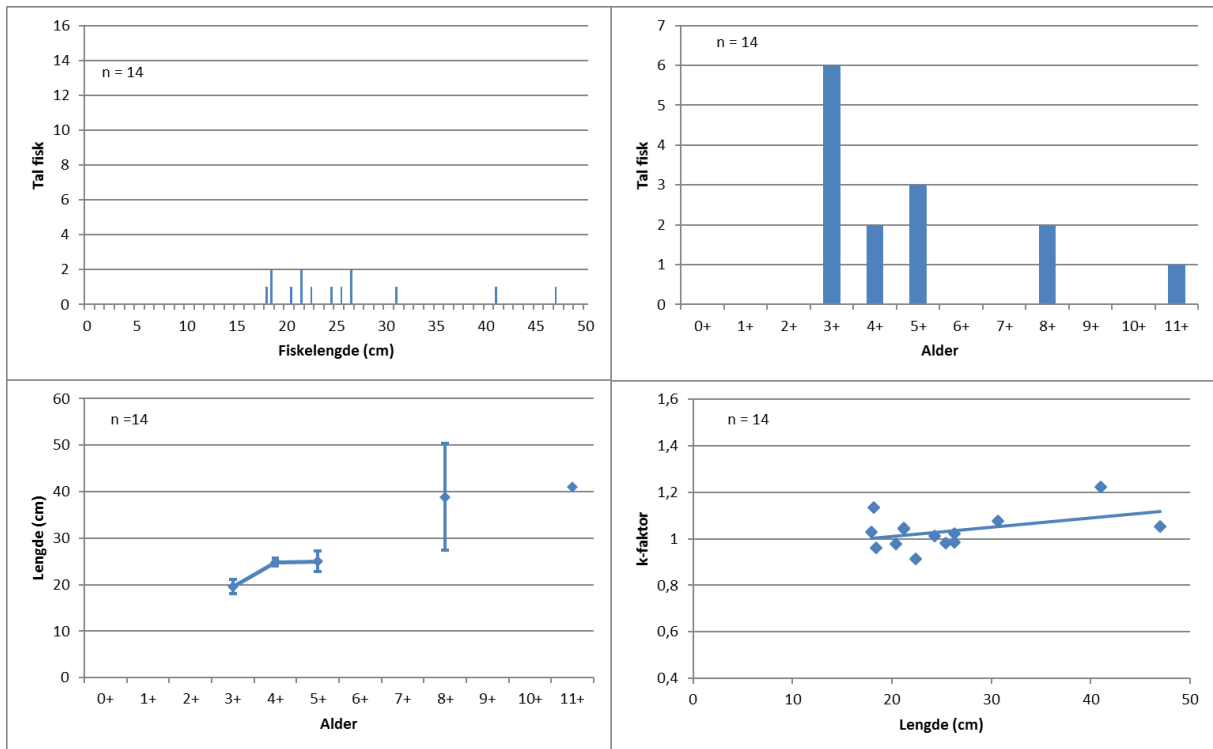 16
14
12
10
8
6
4
2
0
n = 14
Tal fisk
0 5 10 15 20 25 30 35 40 45 50
Fiskelengde (cm)
7
6
5
4
3
2
1
0
n = 14
Tal fisk
0+ 1+ 2+ 3+ 4+ 5+ 6+ 7+ 8+ 9+ 10+ 11+
Alder
60
50
40
30
20
10
0
n =14
Lengde (cm)
0+ 1+ 2+ 3+ 4+ 5+ 6+ 7+ 8+ 9+ 10+ 11+
Alder
1,6
1,4
1,2
1
0,8
0,6
0,4
n = 14
k-faktor
0 10 20 30 40 50
Lengde (cm)